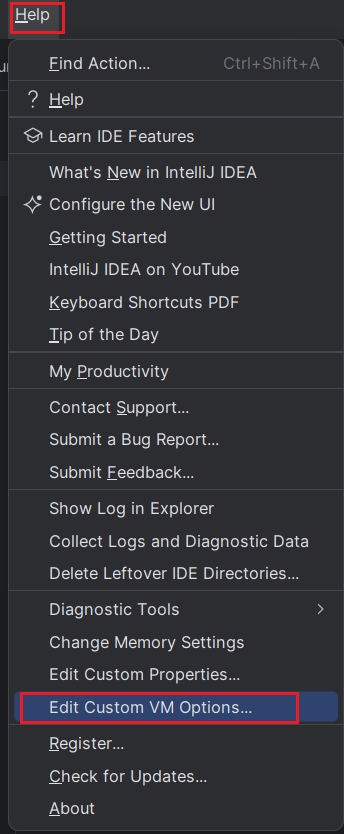 Help
Find Action... Ctrl+Shift+A
Help
Learn IDE Features
What's New in IntelliJ IDEA
Configure the New UI
Getting Started
IntelliJ IDEA on YouTube
Keyboard Shortcuts PDF
Tip of the Day
My Productivity
Contact Support...
Submit a Bug Report...
Submit Feedback...
Show Log in Explorer
Collect Logs and Diagnostic Data
Delete Leftover IDE Directories...
Diagnostic Tools
Change Memory Settings
Edit Custom Properties...
Edit Custom VM Options...
Register...
Check for Updates...
About